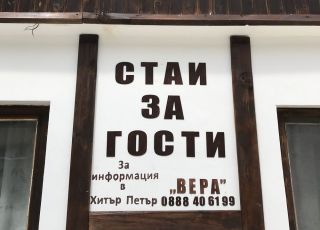 СТАИ
ЗА
ГОСТИ
За
информация
в „ВЕРА”
Хитър Петър 0888 40 61 99